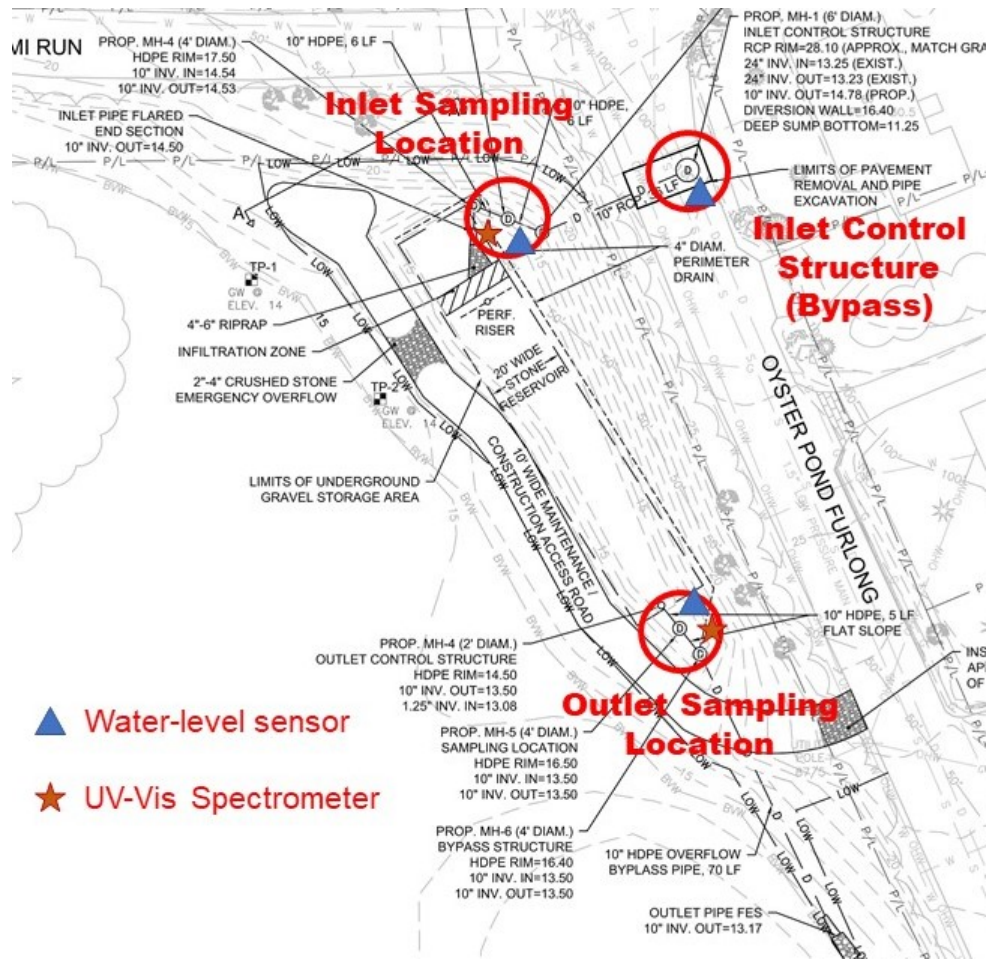 MI RUN
PROP. MH-4 (4' DIAM.)
HDPE RIM=17.50
10" INV. IN=14.54
10" INV. OUT=14.53
10" HDPE, 6 LF
PROP. MH-1 (6' DIAM.)
INLET CONTROL STRUCTURE
RCP RIM=28.10 (APPROX., MATCH GRA
24" INV. IN=13.25 (EXIST.)
24" INV. OUT=13.23 (EXIST.)
10" INV. OUT=14.78 (PROP.)
DIVERSION WALL=16.40
DEEP SUMP BOTTOM=11.25
Inlet Sampling
Location
10" HDPE,
6 LF
INLET PIPE FLARED
END SECTION
10" INV. OUT=14.50
LIMITS OF PAVEMENT
REMOVAL AND PIPE
EXCAVATION
Inlet Control
Structure
(Bypass)
4" DIAM.
PERIMETER
DRAIN
A
TP-1
GW @
ELEV. 14
4"-6" RIPRAP
INFILTRATION ZONE
PERF.
RISER
2"-4" CRUSHED STONE
EMERGENCY OVERFLOW
TP-2
GW @
ELEV. 14
20' WIDE
STONE
RESERVOIR
OYSTER POND FURLONG
LIMITS OF UNDERGROUND
GRAVEL STORAGE AREA
10' WIDE MAINTENANCE /
CONSTRUCTION ACCESS ROAD
10" HDPE, 5 LF
FLAT SLOPE
PROP. MH-4 (2' DIAM.)
OUTLET CONTROL STRUCTURE
HDPE RIM=14.50
10" INV. OUT=13.50
1.25" INV. IN=13.08
INS
AP
OF
Outlet Sampling
Location
Water-level sensor
PROP. MH-5 (4' DIAM.)
SAMPLING LOCATION
HDPE RIM=16.50
10" INV. IN=13.50
10" INV. OUT=13.50
UV-Vis Spectrometer
PROP. MH-6 (4' DIAM.)
BYPASS STRUCTURE
HDPE RIM=16.40
10" INV. IN=13.50
10" INV. OUT=13.50
10" HDPE OVERFLOW
BYPLASS PIPE, 70 LF
OUTLET PIPE FES
10" INV. OUT=13.17